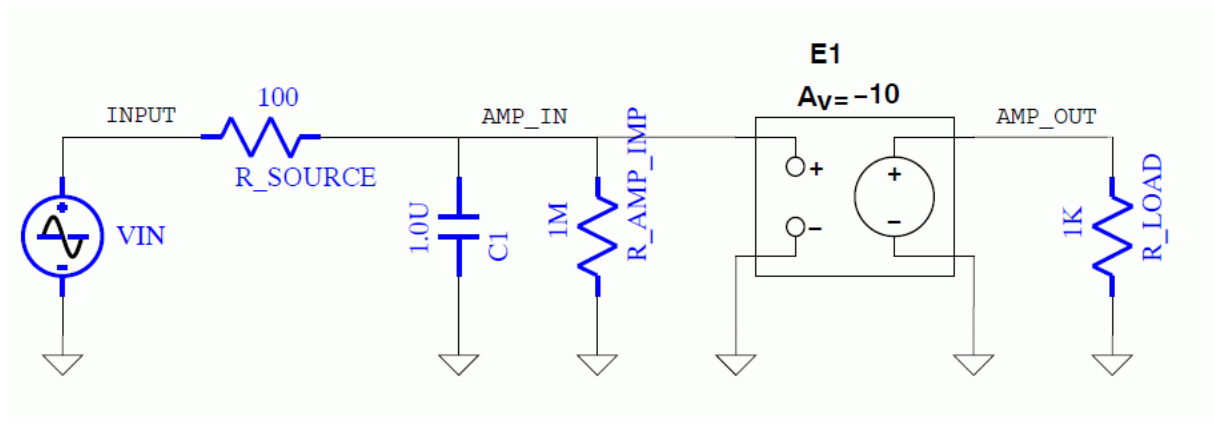 E1
AV=−10
INPUT
100
R_SOURCE
AMP_IN
AMP_OUT
VIN
1.0U
C1
1M
R_AMP_IMP
+
−
+
−
1K
R_LOAD